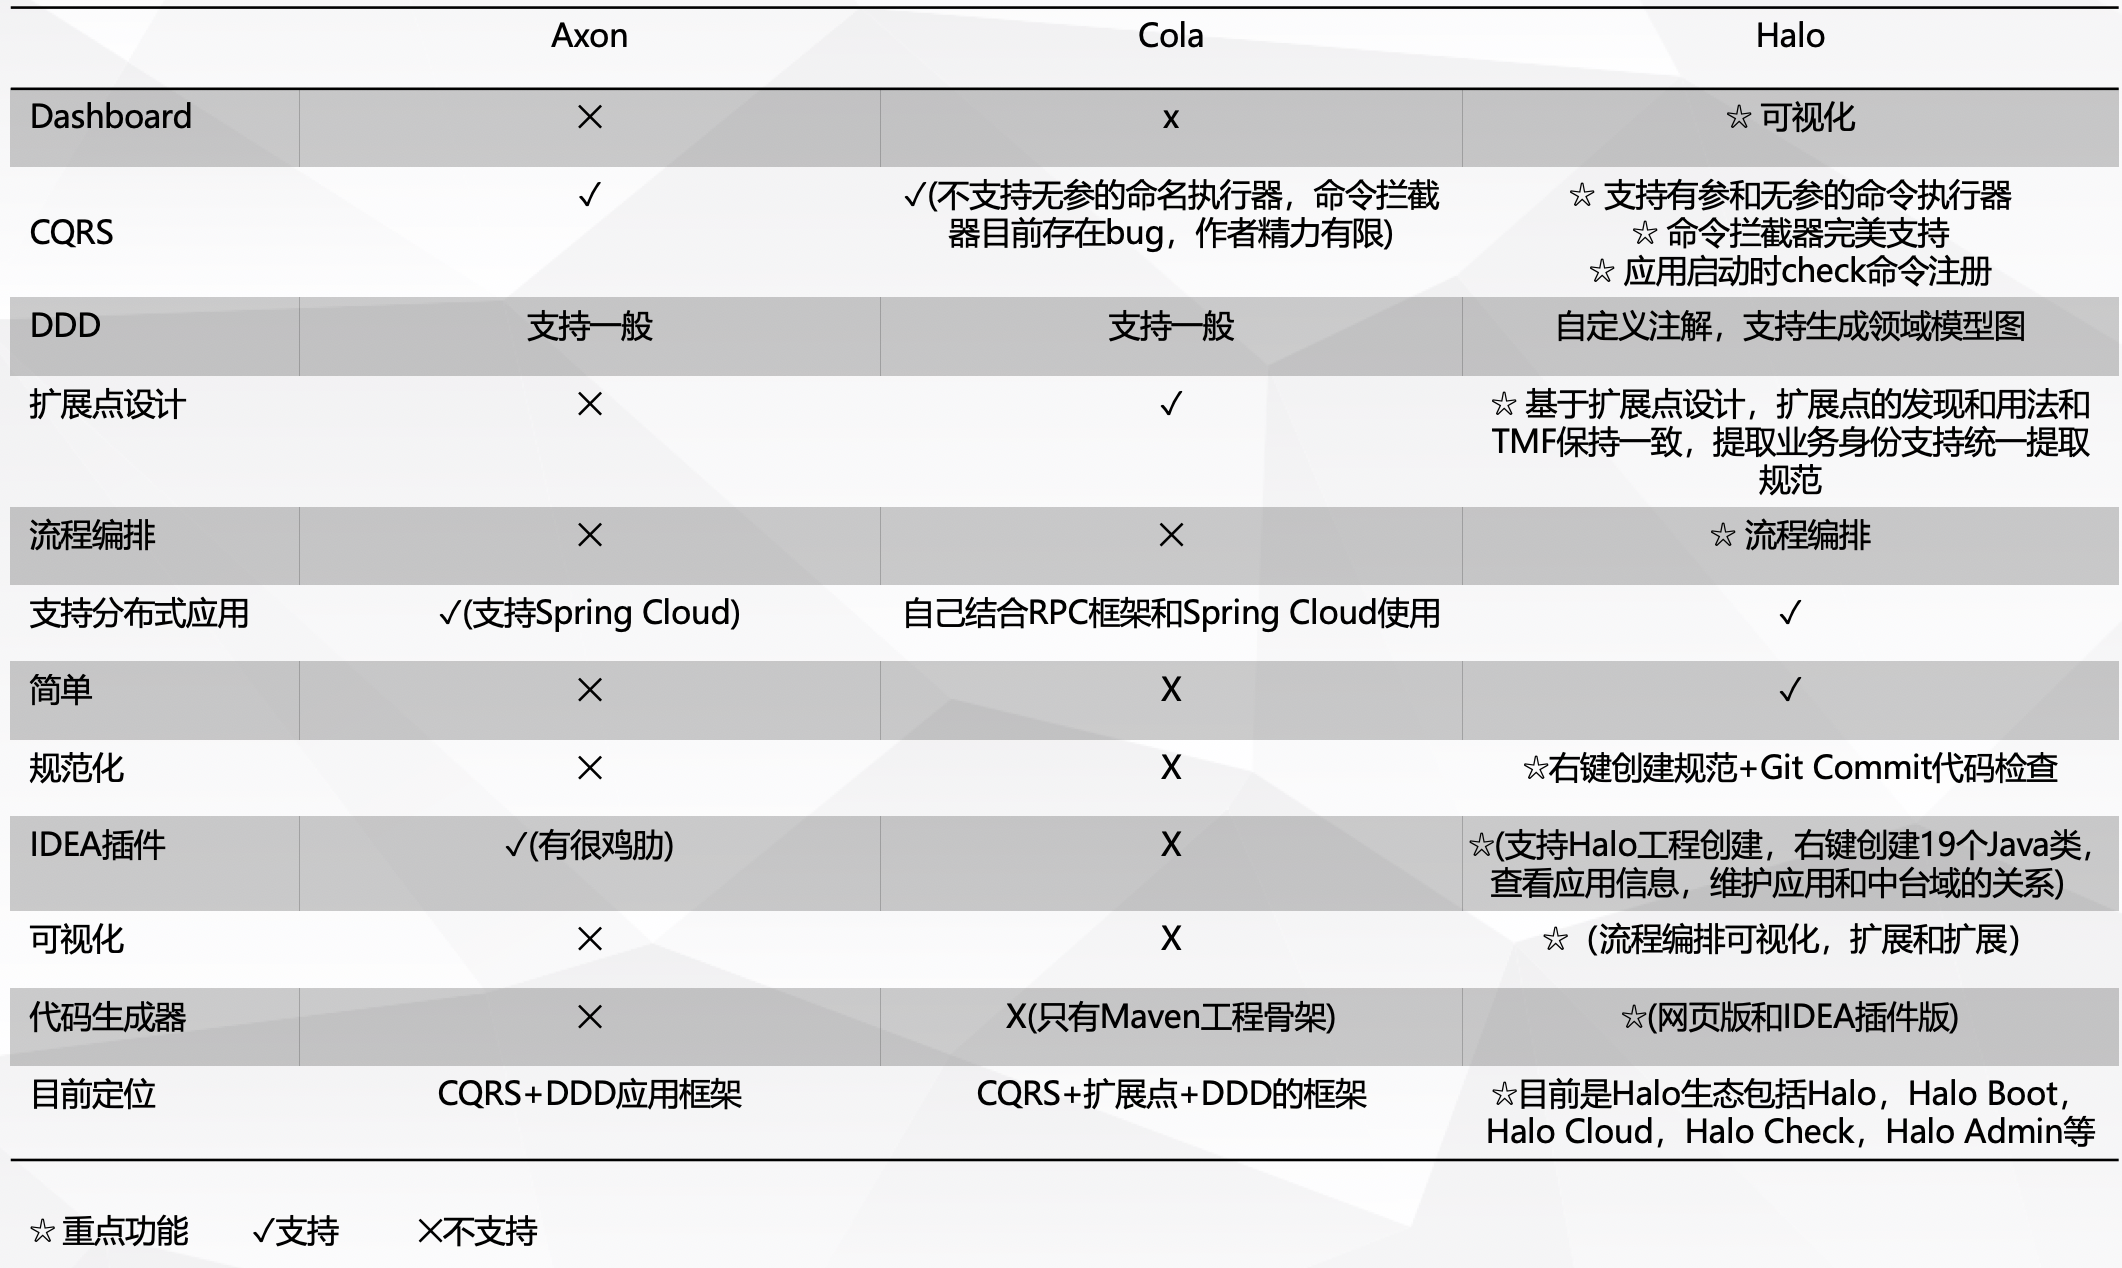 Axon Cola Halo
Dashboard × x ☆ 可视化
CQRS ✓ ✓(不支持无参的命名执行器，命令拦截
器目前存在bug，作者精力有限)
☆ 支持有参和无参的命令执行器
☆ 命令拦截器完美支持
☆ 应用启动时check命令注册
DDD 支持一般 支持一般 自定义注解，支持生成领域模型图
扩展点设计 × ✓ ☆ 基于扩展点设计，扩展点的发现和用法和
TMF保持一致，提取业务身份支持统一提取
规范
流程编排 × × ☆ 流程编排
支持分布式应用 ✓(支持Spring Cloud) 自己结合RPC框架和Spring Cloud使用 ✓
简单 × X ✓
规范化 × X ☆右键创建规范+Git Commit代码检查
IDEA插件 ✓(有很鸡肋) X ☆(支持Halo工程创建，右键创建19个Java类，
查看应用信息，维护应用和中台域的关系)
可视化 × X ☆（流程编排可视化，扩展和扩展）
代码生成器 × X(只有Maven工程骨架) ☆(网页版和IDEA插件版)
目前定位 CQRS+DDD应用框架 CQRS+扩展点+DDD的框架 ☆目前是Halo生态包括Halo，Halo Boot，
Halo Cloud，Halo Check，Halo Admin等
☆ 重点功能 ✓支持 ×不支持